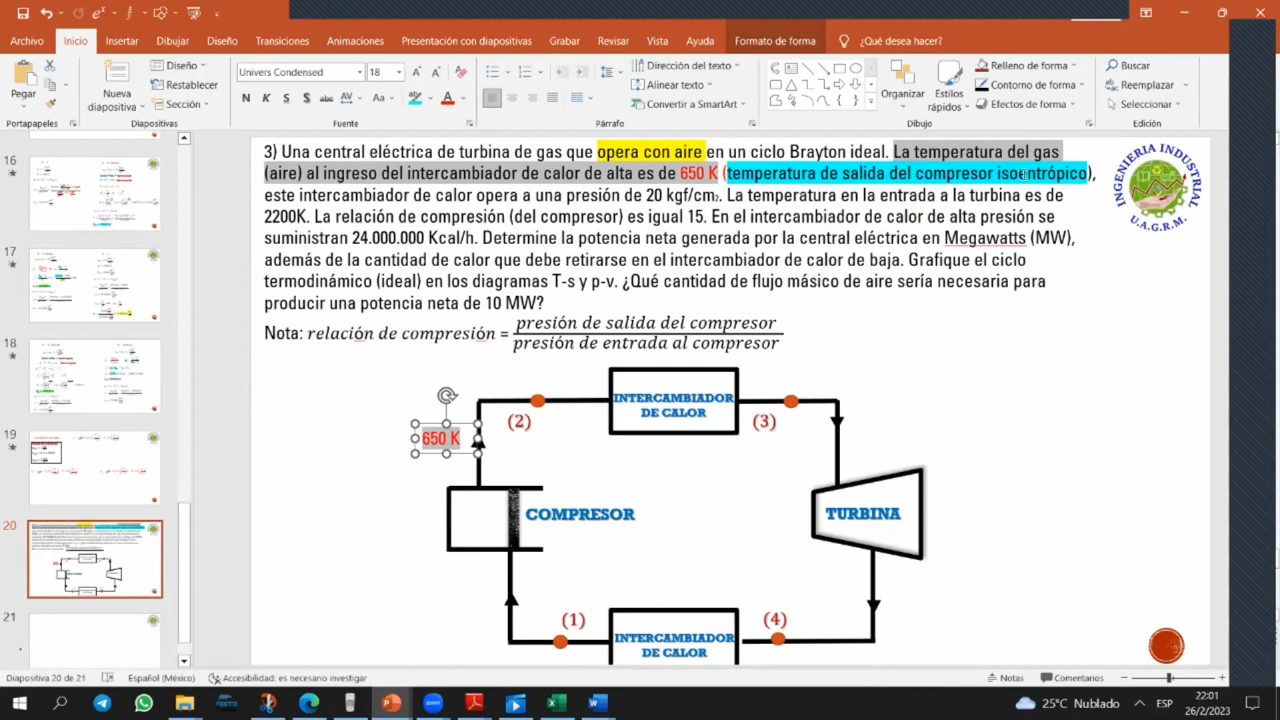 Archivo Inicio Insertar Dibujar Diseño Transiciones Animaciones Presentación con diapositivas Grabar Revisar Vista Ayuda Formato de forma ¿Qué desea hacer?
Pegar
Nueva diapositiva
Diseño
Restablecer
Sección
Univers Condensed 18
N K S S abc AV Aa A
Dirección del texto
Alinear texto
Convertir a SmartArt
Organizar
Estilos rápidos
Relleno de forma
Contorno de forma
Efectos de forma
Buscar
Reemplazar
Seleccionar
Portapapeles Diapositivas Fuente Párrafo Dibujo Edición
16
17
18
19
20
21
3) Una central eléctrica de turbina de gas que opera con aire en un ciclo Brayton ideal. La temperatura del gas
(aire) al ingreso del intercambiador de calor de alta es de 650 K (temperatura de salida del compresor isoentrópico),
este intercambiador de calor opera a una presión de 20 kgf/cm2. La temperatura en la entrada a la turbina es de
2200K. La relación de compresión (del compresor) es igual 15. En el intercambiador de calor de alta presión se
suministran 24.000.000 Kcal/h. Determine la potencia neta generada por la central eléctrica en Megawatts (MW),
además de la cantidad de calor que debe retirarse en el intercambiador de calor de baja. Grafique el ciclo
termodinámico (ideal) en los diagramas T-s y p-v. ¿Qué cantidad de flujo másico de aire sería necesaria para
producir una potencia neta de 10 MW?
Nota: relación de compresión = presión de salida del compresor
presión de entrada al compresor
INGENIERIA INDUSTRIAL
U.A.G.R.M.
INTERCAMBIADOR
DE CALOR
(2)
(3)
650 K
COMPRESOR
TURBINA
(1)
(4)
INTERCAMBIADOR
DE CALOR
Diapositiva 20 de 21 Español (México) Accesibilidad: es necesario investigar Notas Comentarios
25°C Nublado ESP
22:01
26/2/2023